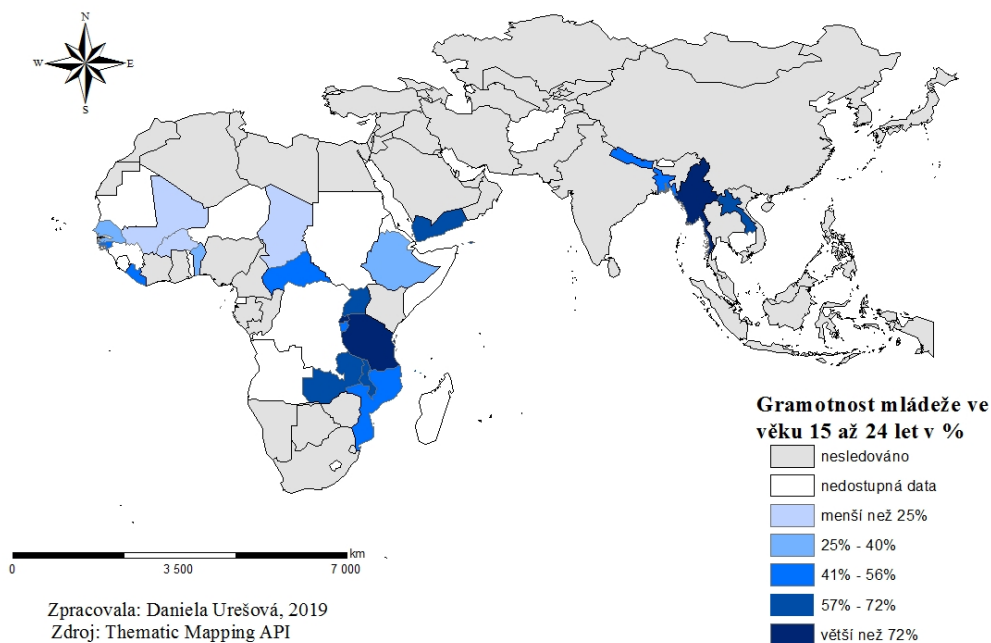 N
W E
S
Gramotnost mládeže ve
věku 15 až 24 let v %
nesledováno
nedostupná data
menší než 25%
25% - 40%
41% - 56%
57% - 72%
větší než 72%
km
0 3 500 7 000
Zpracovala: Daniela Urešová, 2019
Zdroj: Thematic Mapping API